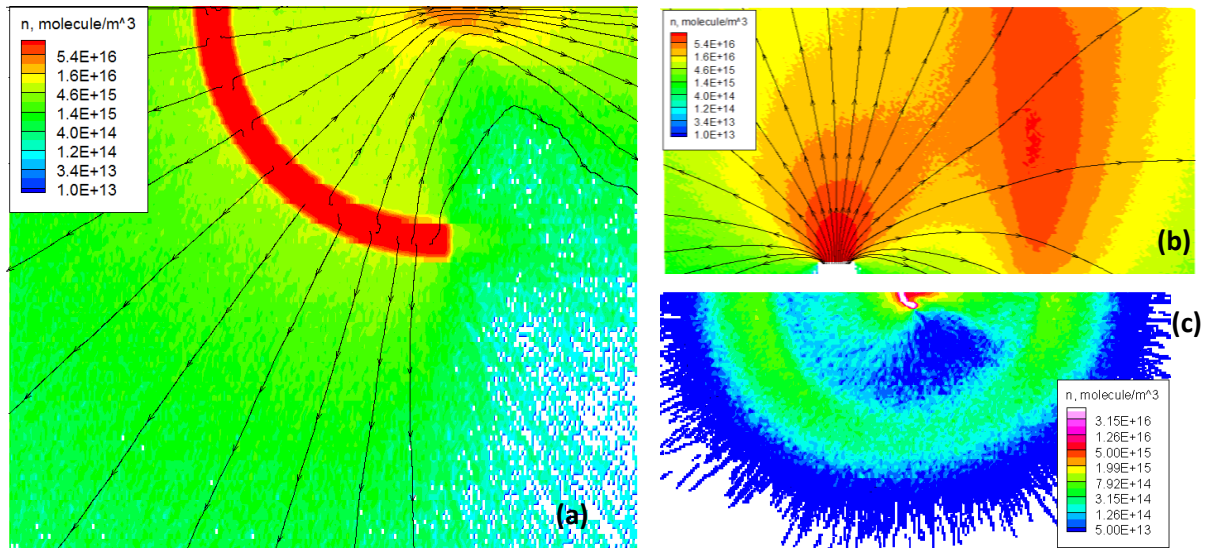 n, molecule/m^3
5.4E+16
1.6E+16
4.6E+15
1.4E+15
4.0E+14
1.2E+14
3.4E+13
1.0E+13
(a)
n, molecule/m^3
5.4E+16
1.6E+16
4.6E+15
1.4E+15
4.0E+14
1.2E+14
3.4E+13
1.0E+13
(b)
(c)
n, molecule/m^3
3.15E+16
1.26E+16
5.00E+15
1.99E+15
7.92E+14
3.15E+14
1.26E+14
5.00E+13